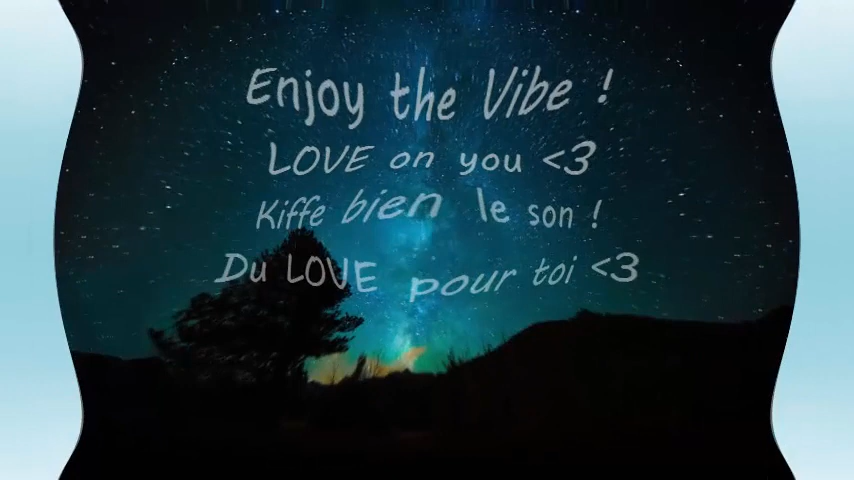 Enjoy the Vibe !
LOVE on you <3
Kiffe bien le son !
Du LOVE pour toi <3